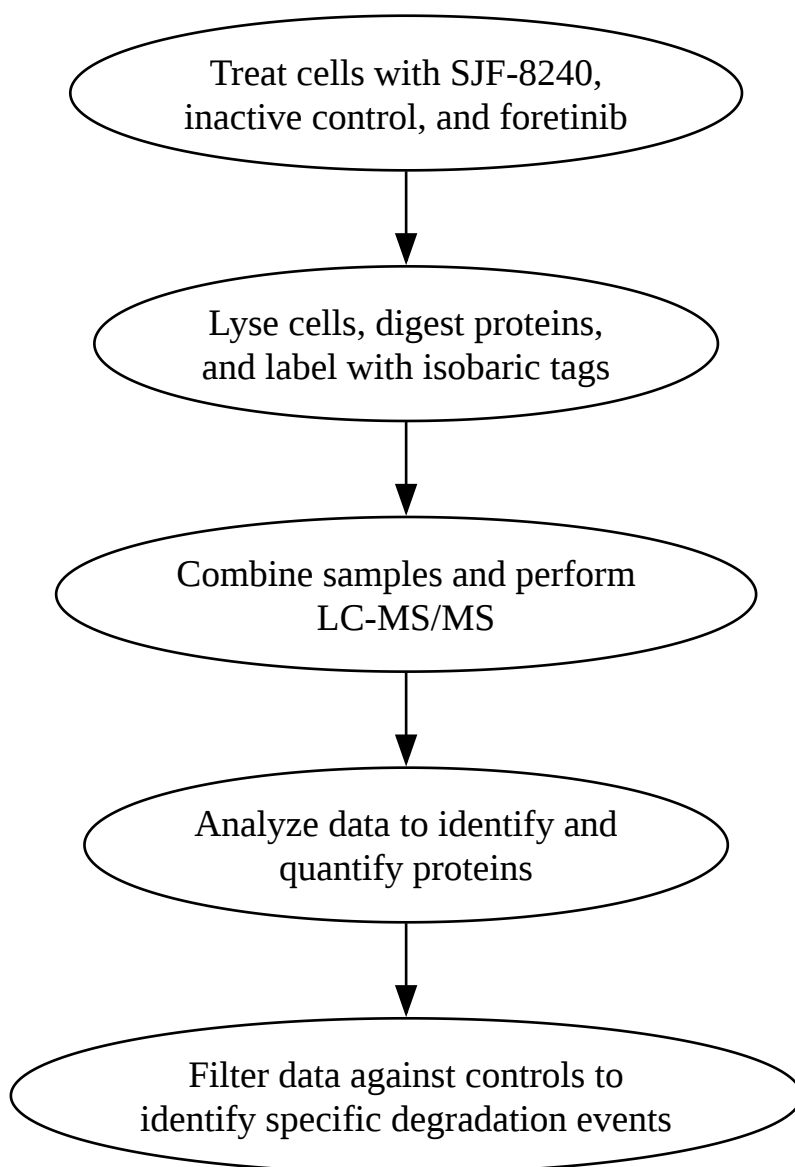 Treat cells with SJF-8240,
inactive control, and foretinib
Lyse cells, digest proteins,
and label with isobaric tags
Combine samples and perform
LC-MS/MS
Analyze data to identify and
quantify proteins
Filter data against controls to
identify specific degradation events